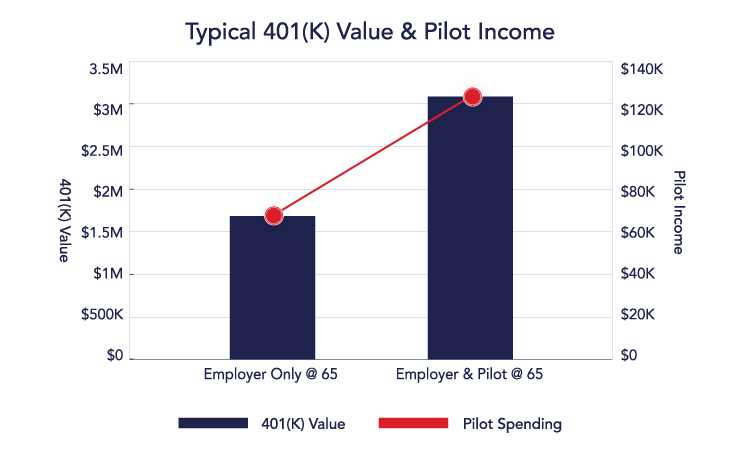 Typical 401(K) Value & Pilot Income
3.5M
$3M
$2.5M
$2M
$1.5M
$1M
$500K
$0
401(K) Value
$140K
$120K
$100K
$80K
$60K
$40K
$20K
$0
Pilot Income
Employer Only @ 65
Employer & Pilot @ 65
401(K) Value
Pilot Spending